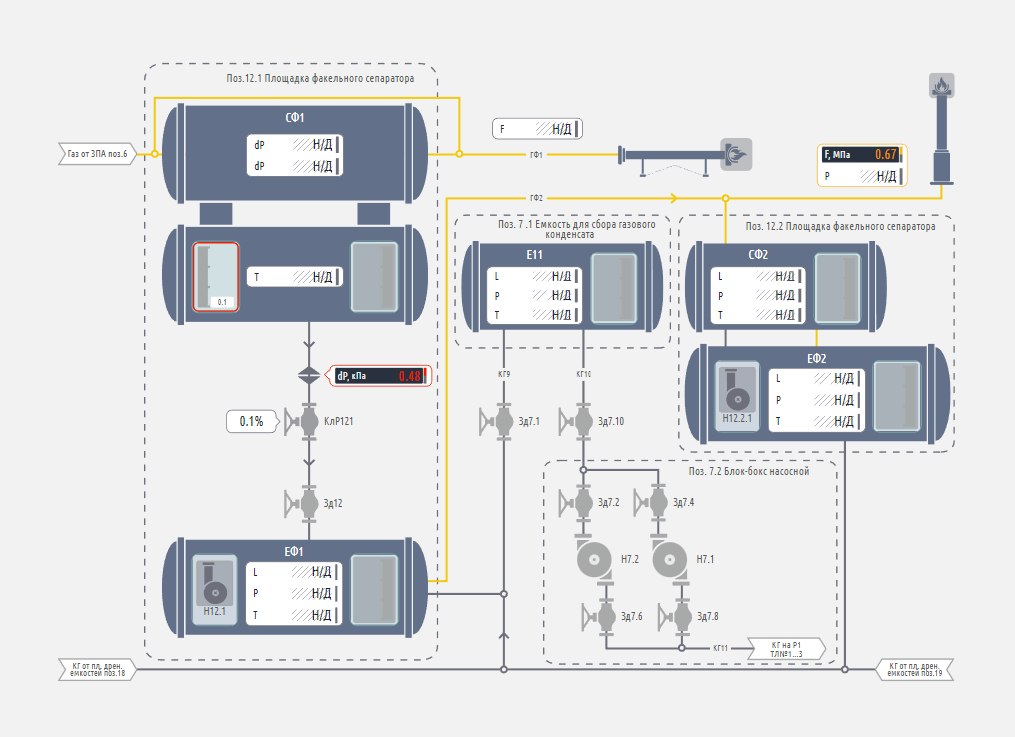 Поз.12.1 Площадка факельного сепаратора
СФ1
dP Н/Д
dP Н/Д
Газ от ЗПА поз.6
F Н/Д
ГФ1
F, МПа 0.67
P Н/Д
ГФ2
T Н/Д
0.1
Поз. 7 .1 Емкость для сбора газового
конденсата
Е11
L Н/Д
P Н/Д
T Н/Д
Поз. 12.2 Площадка факельного сепаратора
СФ2
L Н/Д
P Н/Д
T Н/Д
ЕФ2
L Н/Д
P Н/Д
T Н/Д
Н12.2.1
dP, кПа 0.48
КГ9
КГ10
0.1%
КлР121
Зд7.1
Зд7.10
Поз. 7.2 Блок-бокс насосной
Зд12
Зд7.2
Зд7.4
ЕФ1
L Н/Д
P Н/Д
T Н/Д
Н12.1
Н7.2
Н7.1
Зд7.6
Зд7.8
КГ11
КГ на Р1
ТЛ№1...3
КГ от пл, дрен.
емкостей поз.18
КГ от пл, дрен.
емкостей поз.19